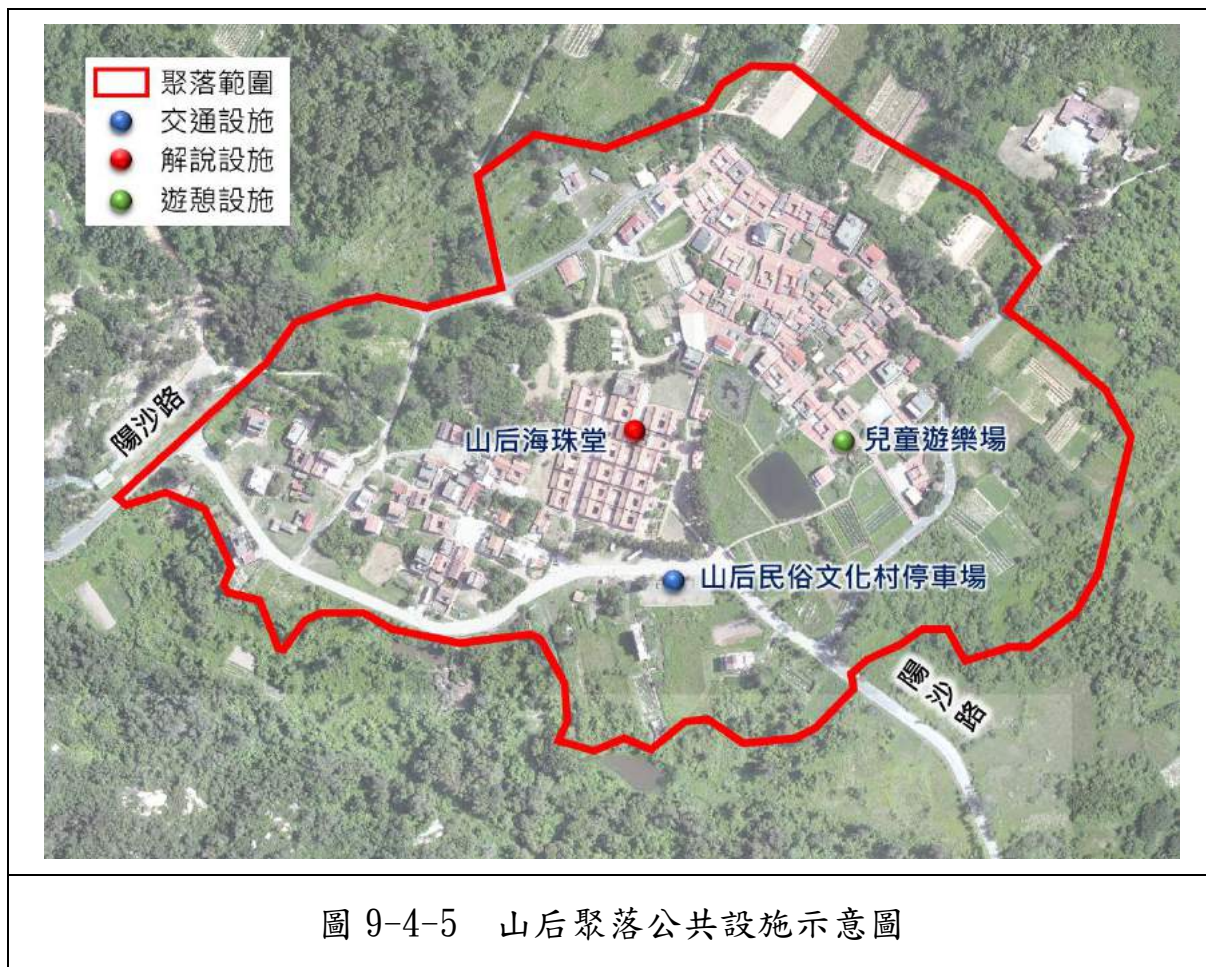 聚落範圍
交通設施
解說設施
遊憩設施
陽沙路
山后海珠堂
兒童遊樂場
山后民俗文化村停車場
陽沙路
圖 9-4-5 山后聚落公共設施示意圖